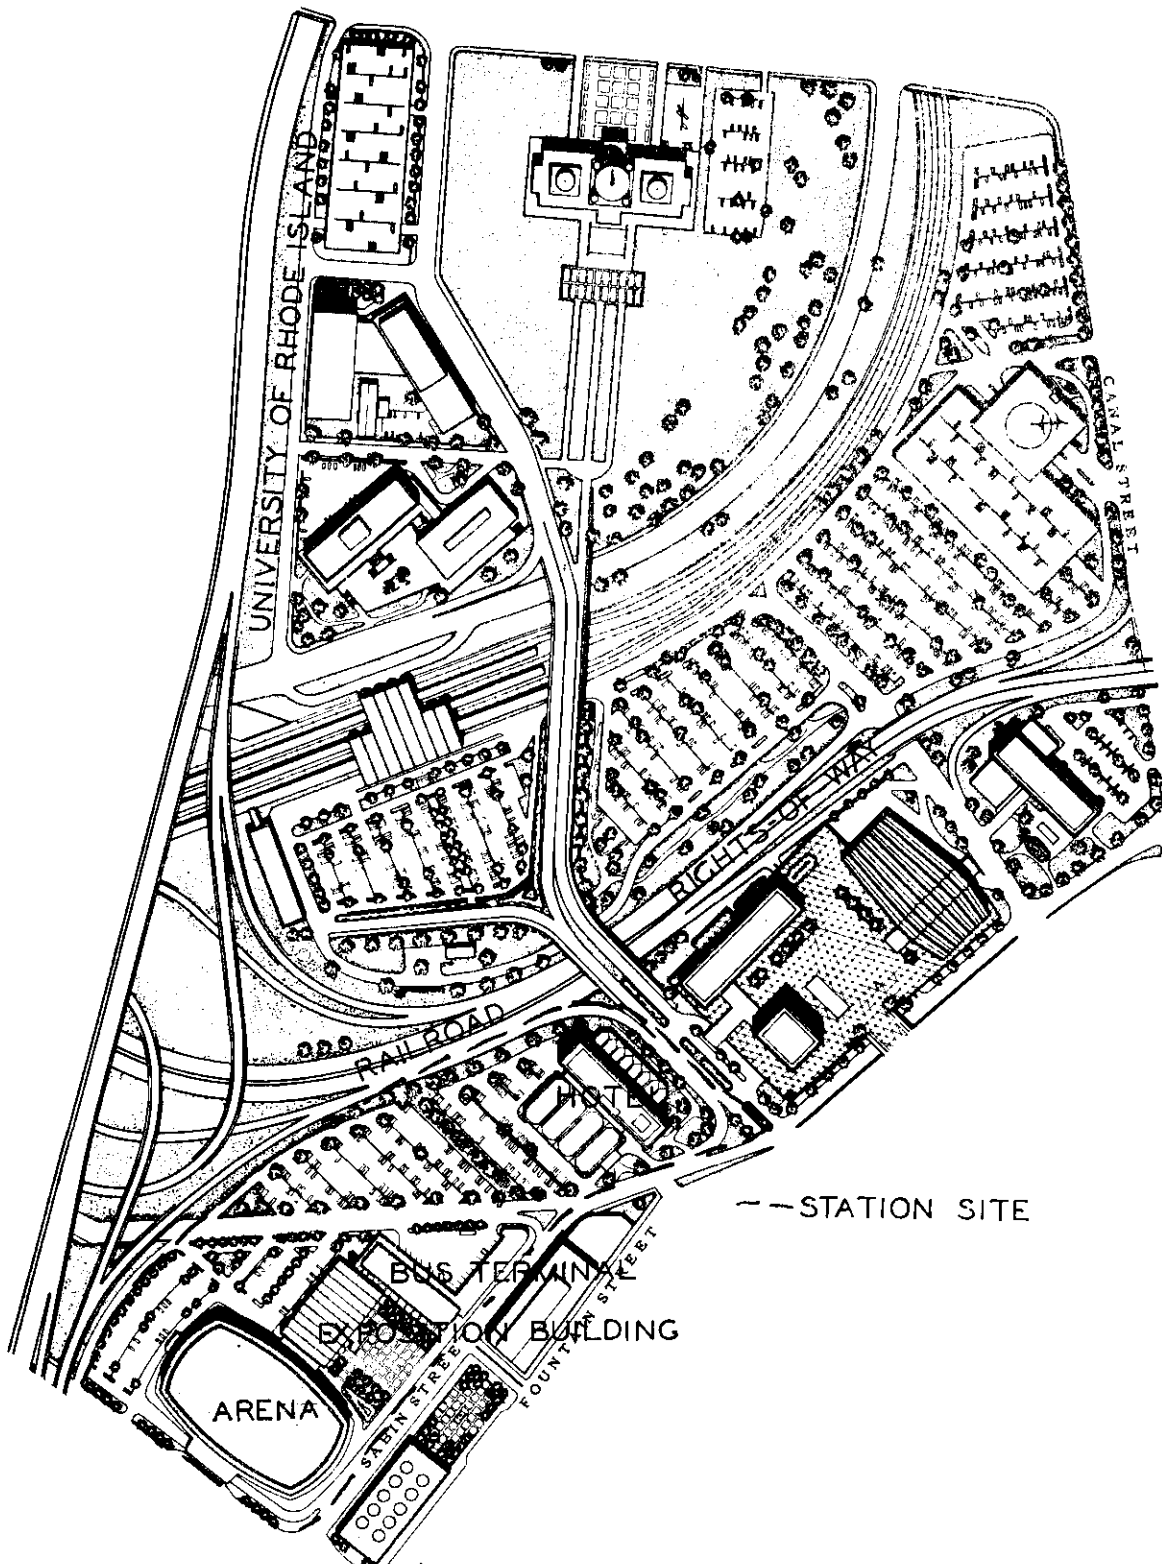 UNIVERSITY OF RHODE ISLAND
CANAL STREET
RAILROAD RIGHTS-OF-WAY
HOTEL
--STATION SITE
BUS TERMINAL
EXPOSITION BUILDING
FOUNTAIN STREET
SABIN STREET
ARENA